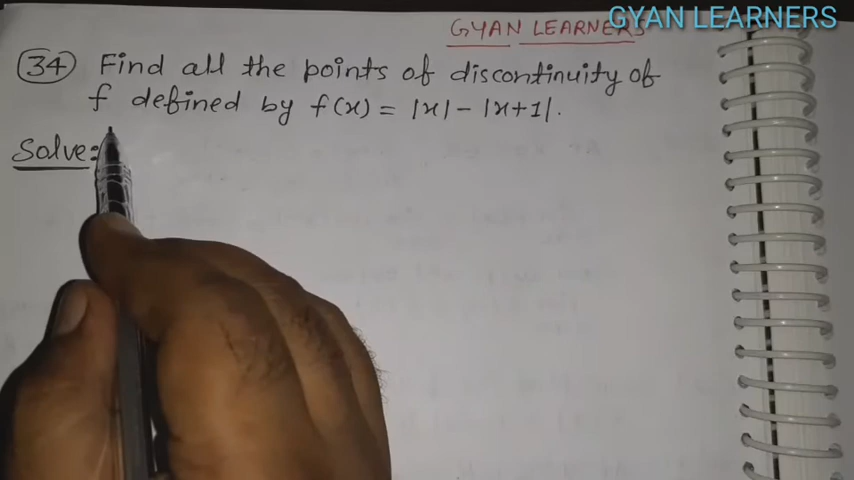 GYAN LEARNERS
GYAN LEARNERS
34 Find all the points of discontinuity of
f defined by f(x) = |x| - |x+1|.
Solve: